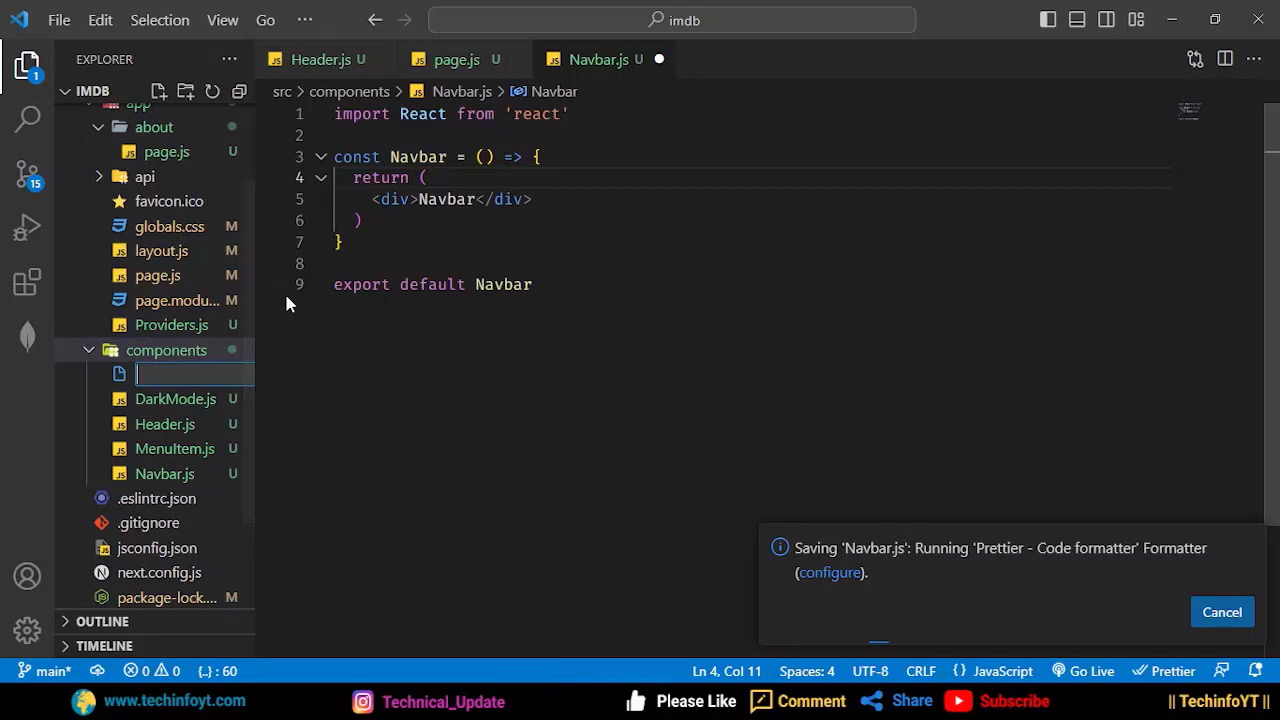 File Edit Selection View Go ··· imdb
EXPLORER ···
Header.js U page.js U Navbar.js U
IMDB
src > components > Navbar.js > Navbar
app
about
page.js U
api
favicon.ico
globals.css M
layout.js M
page.js M
page.modu... M
Providers.js U
components
DarkMode.js U
Header.js U
MenuItem.js U
Navbar.js U
.eslintrc.json
.gitignore
jsconfig.json
next.config.js
package-lock.... M
OUTLINE
TIMELINE
1
15
1 import React from 'react'
2
3 const Navbar = () => {
4 return (
5 <div>Navbar</div>
6 )
7 }
8
9 export default Navbar
Saving 'Navbar.js': Running 'Prettier - Code formatter' Formatter
(configure).
Cancel
main* 0 0 {..} : 60 Ln 4, Col 11 Spaces: 4 UTF-8 CRLF {} JavaScript Go Live Prettier
www.techinfoyt.com Technical_Update Please Like Comment Share Subscribe || TechinfoYT ||